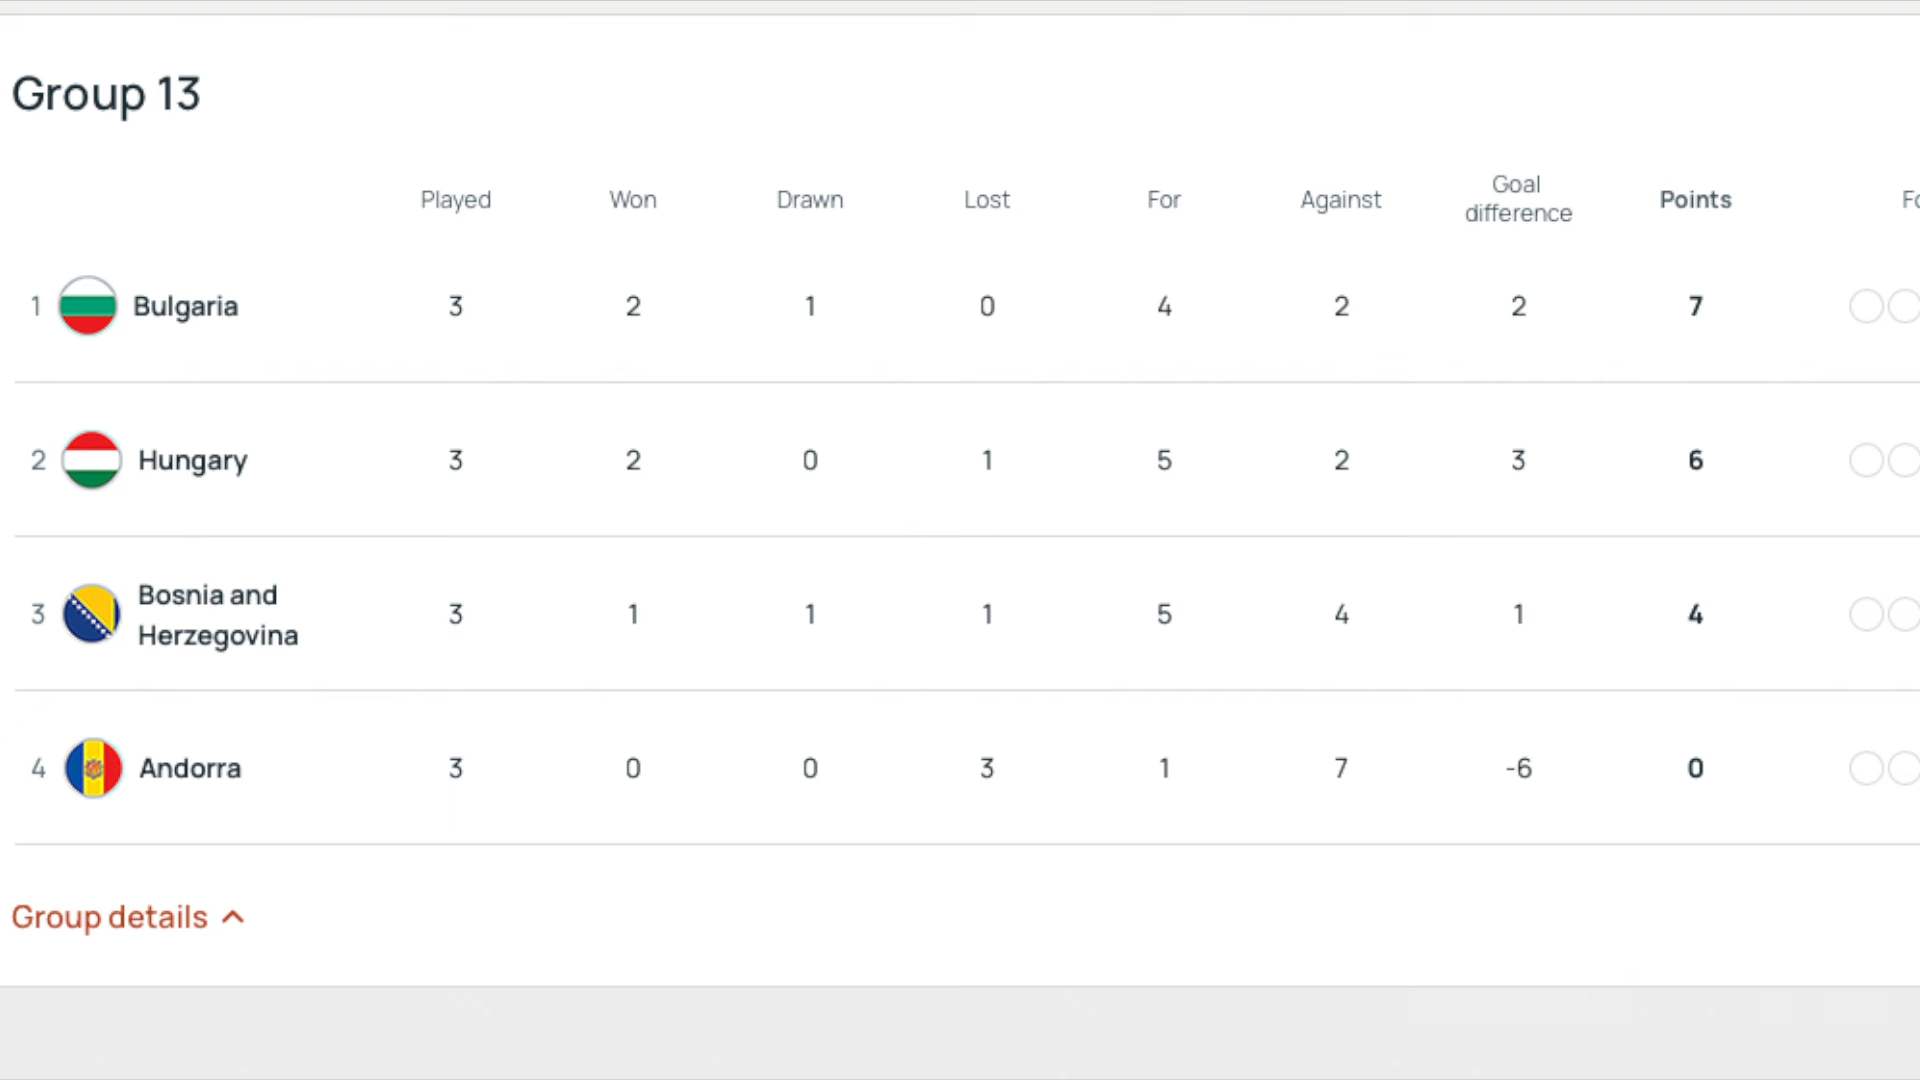 Group 13
Played Won Drawn Lost For Against Goal difference Points Fo
1 Bulgaria 3 2 1 0 4 2 2 7
2 Hungary 3 2 0 1 5 2 3 6
3 Bosnia and Herzegovina 3 1 1 1 5 4 1 4
4 Andorra 3 0 0 3 1 7 -6 0
Group details